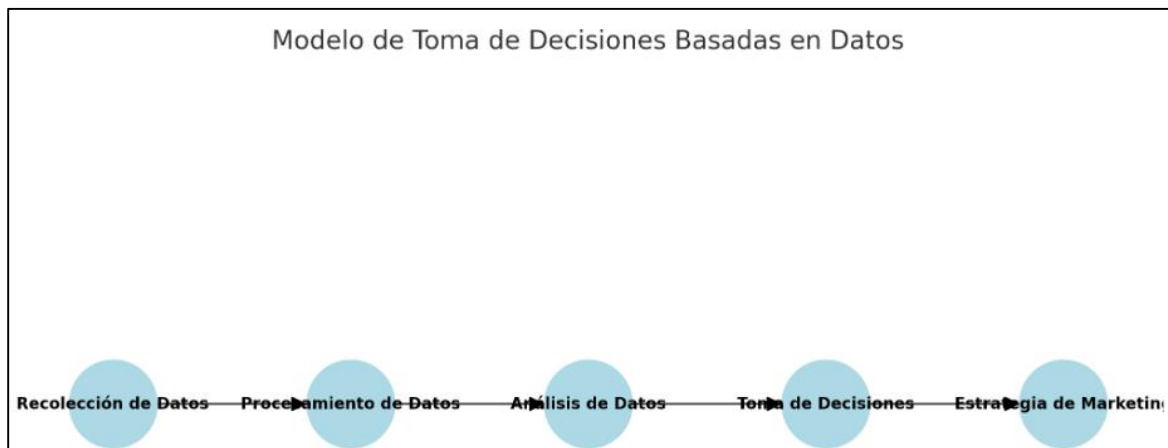 Modelo de Toma de Decisiones Basadas en Datos
Recolección de Datos Procesamiento de Datos Análisis de Datos Toma de Decisiones Estrategia de Marketing